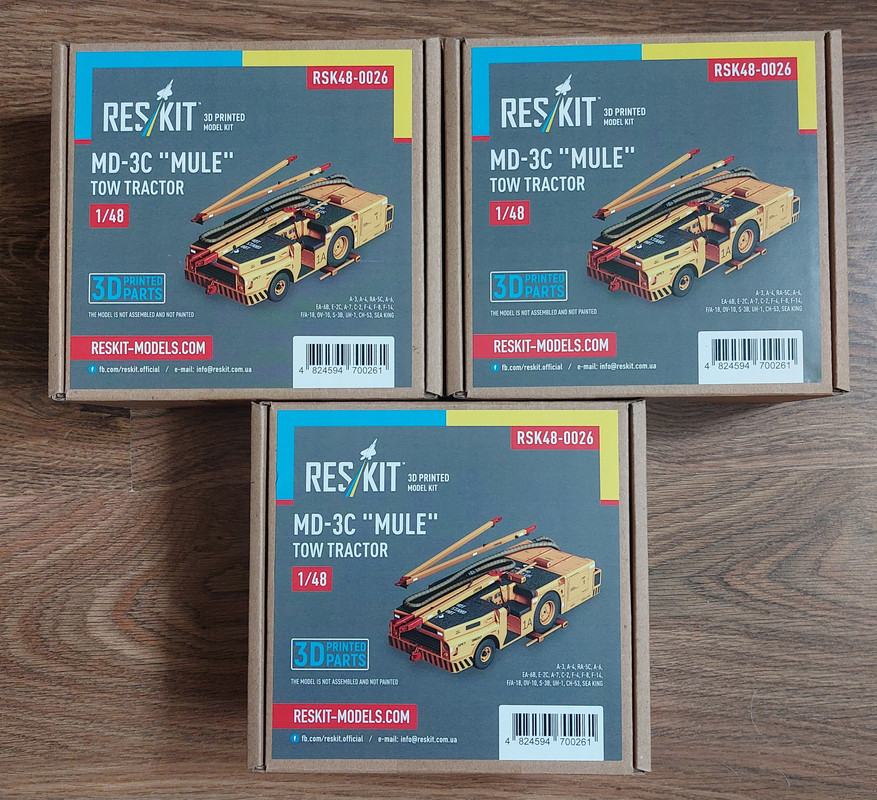 RSK48-0026
RESKIT™
3D PRINTED
MODEL KIT
MD-3C "MULE"
TOW TRACTOR
1/48
1A
3D PRINTED
PARTS
THE MODEL IS NOT ASSEMBLED AND NOT PAINTED
A-3, A-4, RA-5C, A-6,
EA-6B, E-2C, A-7, C-2, F-4, F-8, F-14,
F/A-18, OV-10, S-3B, UH-1, CH-53, SEA KING
RESKIT-MODELS.COM
f fb.com/reskit.official / e-mail: info@reskit.com.ua
4 824594 700261
RSK48-0026
RESKIT™
3D PRINTED
MODEL KIT
MD-3C "MULE"
TOW TRACTOR
1/48
1A
3D PRINTED
PARTS
THE MODEL IS NOT ASSEMBLED AND NOT PAINTED
A-3, A-4, RA-5C, A-6,
EA-6B, E-2C, A-7, C-2, F-4, F-8, F-14,
F/A-18, OV-10, S-3B, UH-1, CH-53, SEA KING
RESKIT-MODELS.COM
f fb.com/reskit.official / e-mail: info@reskit.com.ua
4 824594 700261
RSK48-0026
RESKIT™
3D PRINTED
MODEL KIT
MD-3C "MULE"
TOW TRACTOR
1/48
1A
3D PRINTED
PARTS
THE MODEL IS NOT ASSEMBLED AND NOT PAINTED
A-3, A-4, RA-5C, A-6,
EA-6B, E-2C, A-7, C-2, F-4, F-8, F-14,
F/A-18, OV-10, S-3B, UH-1, CH-53, SEA KING
RESKIT-MODELS.COM
f fb.com/reskit.official / e-mail: info@reskit.com.ua
4 824594 700261